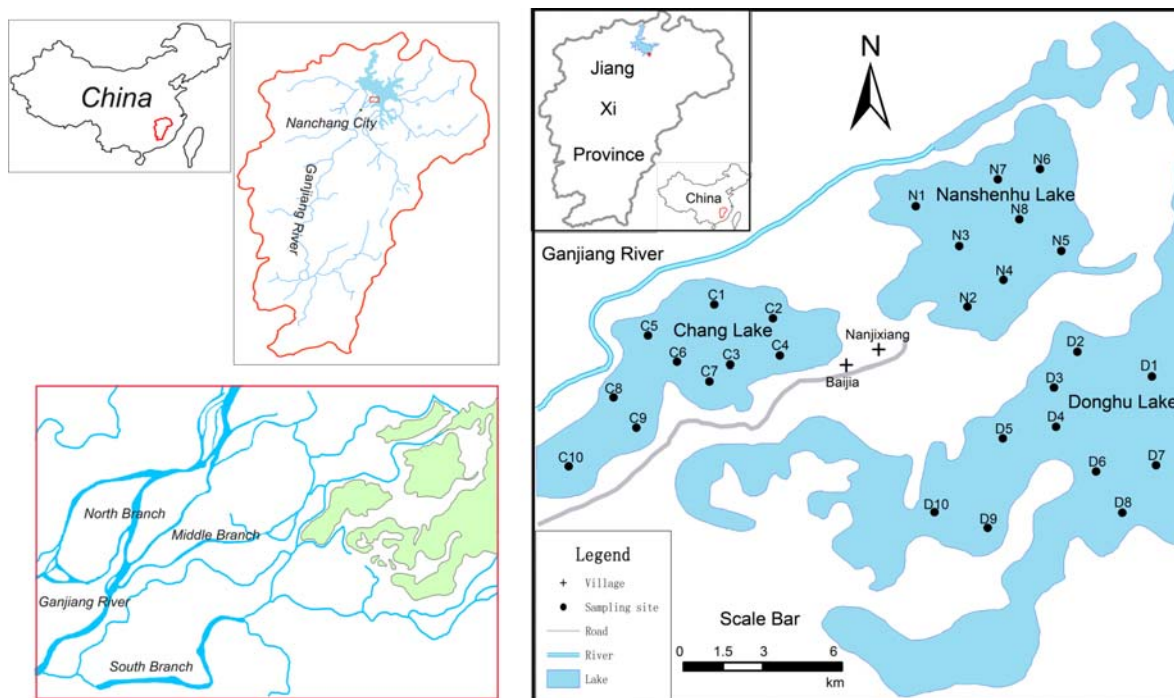 China
Nanchang City
Ganjiang River
North Branch
Middle Branch
Ganjiang River
South Branch
Jiang
Xi
Province
China
N
Ganjiang River
N7
N6
Nanshenhu Lake
N1
N8
N3
N5
N4
N2
C1
C2
Chang Lake
C5
C6
C3
C4
C7
C8
C9
C10
Nanjixiang
Baijia
D2
D1
D3
Donghu Lake
D4
D5
D6
D7
D10
D9
D8
Legend
Village
Sampling site
Road
River
Lake
Scale Bar
0 1.5 3 6
km